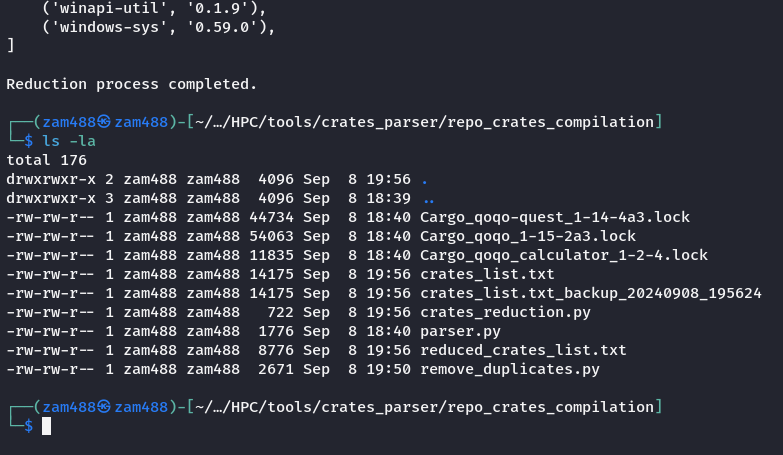 ('winapi-util', '0.1.9'),
    ('windows-sys', '0.59.0'),
]

Reduction process completed.

┌──(zam488㉿zam488)-[~/…/HPC/tools/crates_parser/repo_crates_compilation]
└─$ ls -la
total 176
drwxrwxr-x 2 zam488 zam488  4096 Sep  8 19:56 .
drwxrwxr-x 3 zam488 zam488  4096 Sep  8 18:39 ..
-rw-rw-r-- 1 zam488 zam488 44734 Sep  8 18:40 Cargo_qoqo-quest_1-14-4a3.lock
-rw-rw-r-- 1 zam488 zam488 54063 Sep  8 18:40 Cargo_qoqo_1-15-2a3.lock
-rw-rw-r-- 1 zam488 zam488 11835 Sep  8 18:40 Cargo_qoqo_calculator_1-2-4.lock
-rw-rw-r-- 1 zam488 zam488 14175 Sep  8 19:56 crates_list.txt
-rw-rw-r-- 1 zam488 zam488 14175 Sep  8 19:56 crates_list.txt_backup_20240908_195624
-rw-rw-r-- 1 zam488 zam488   722 Sep  8 19:56 crates_reduction.py
-rw-rw-r-- 1 zam488 zam488  1776 Sep  8 18:40 parser.py
-rw-rw-r-- 1 zam488 zam488  8776 Sep  8 19:56 reduced_crates_list.txt
-rw-rw-r-- 1 zam488 zam488  2671 Sep  8 19:50 remove_duplicates.py

┌──(zam488㉿zam488)-[~/…/HPC/tools/crates_parser/repo_crates_compilation]
└─$